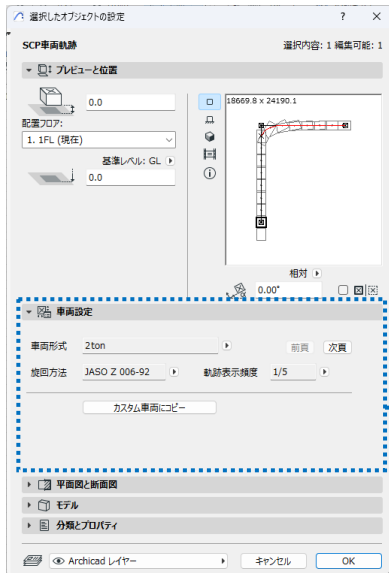 選択したオブジェクトの設定 ? ×
SCP車両軌跡 選択内容: 1 編集可能: 1
プレビューと位置
0.0
配置フロア:
1. 1FL (現在)
基準レベル: GL
0.0
18669.8 x 24190.1
相対
0.00°
車両設定
車両形式 2ton 前頁 次頁
旋回方法 JASO Z 006-92 軌跡表示頻度 1/5
カスタム車両にコピー
平面図と断面図
モデル
分類とプロパティ
Archicad レイヤー キャンセル OK